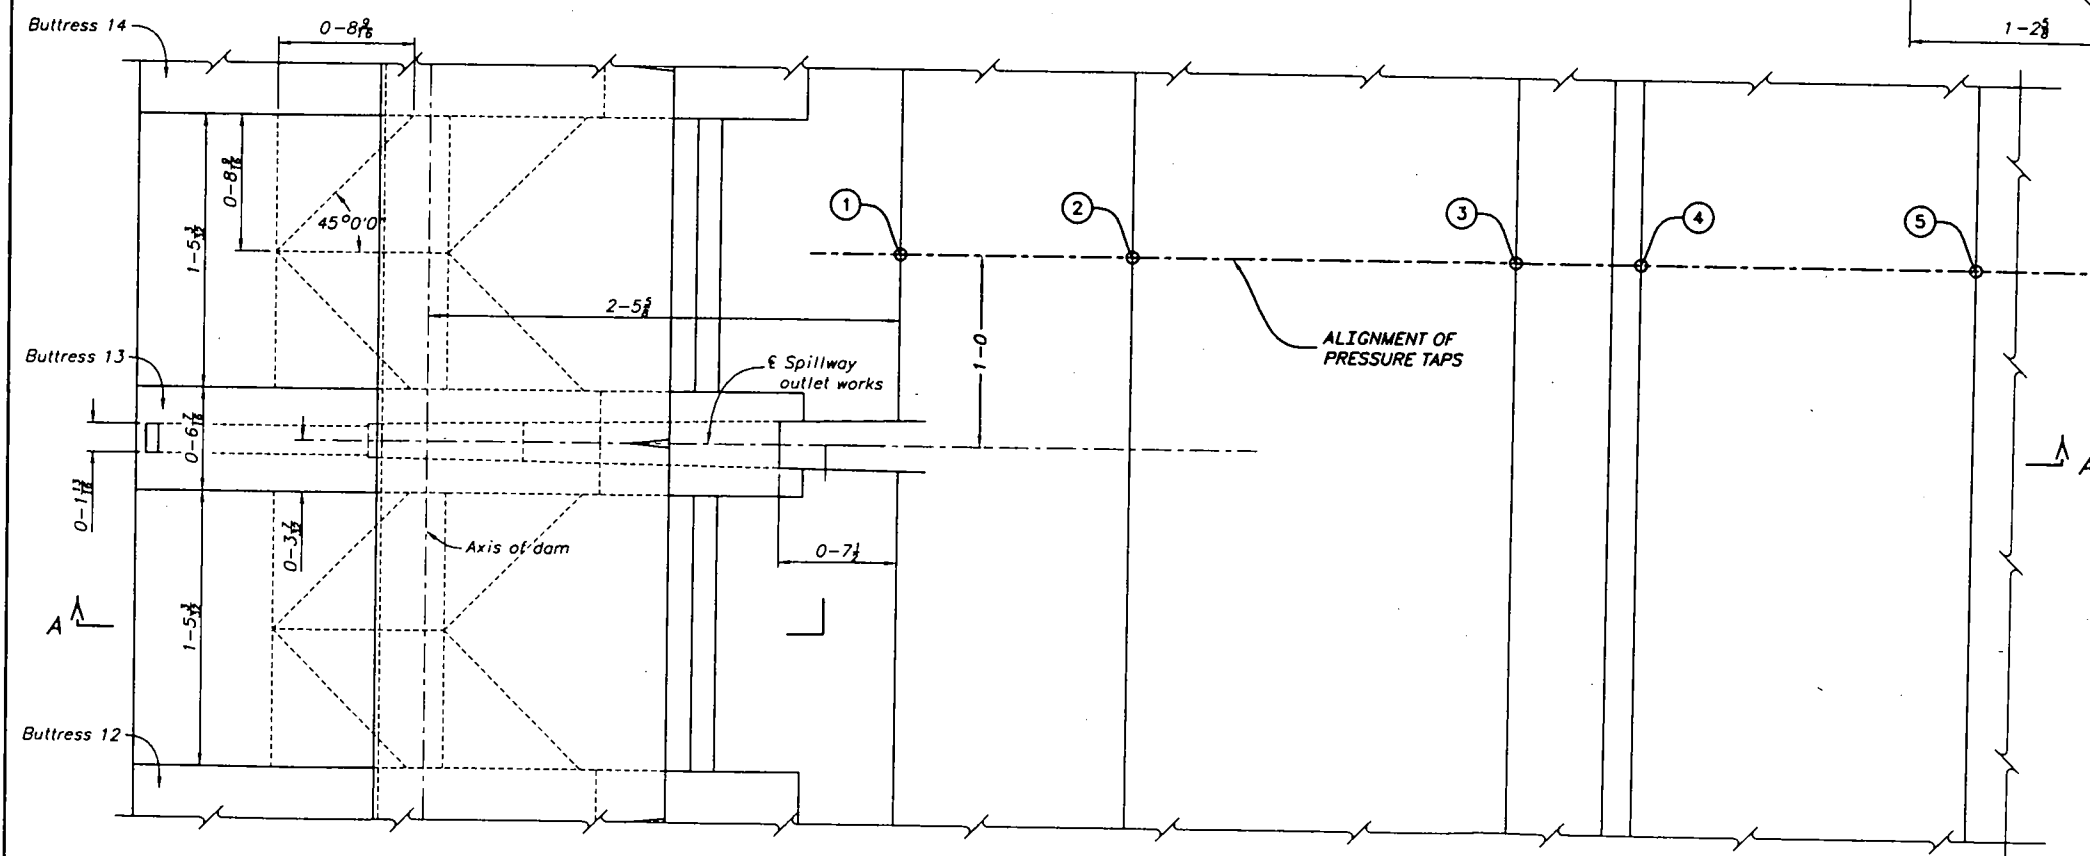 Buttress 14
0-8 9/16
1-2 5/8
0-8 9/16
1-5 3/32
45°0'0"
1
2
3
4
5
2-5 5/8
1-0
ALIGNMENT OF
PRESSURE TAPS
Buttress 13
℄ Spillway
outlet works
0-6 7/16
0-1 13/16
0-3 7/32
Axis of dam
0-7 1/2
A
A
1-5 3/32
Buttress 12